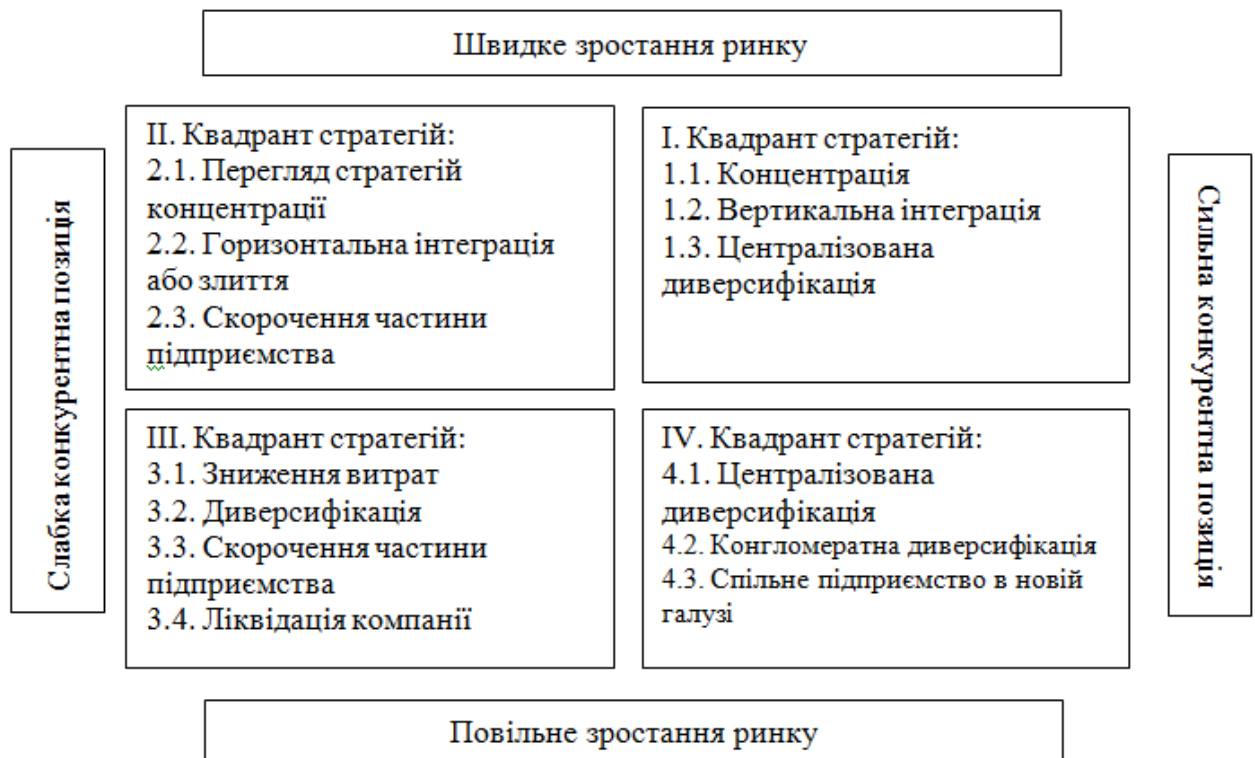 Швидке зростання ринку
Слабка конкурентна позиція
ІІ. Квадрант стратегій:
2.1. Перегляд стратегій
концентрації
2.2. Горизонтальна інтеграція
або злиття
2.3. Скорочення частини
підприємства
І. Квадрант стратегій:
1.1. Концентрація
1.2. Вертикальна інтеграція
1.3. Централізована
диверсифікація
Сильна конкурентна позиція
ІІІ. Квадрант стратегій:
3.1. Зниження витрат
3.2. Диверсифікація
3.3. Скорочення частини
підприємства
3.4. Ліквідація компанії
IV. Квадрант стратегій:
4.1. Централізована
диверсифікація
4.2. Конгломератна диверсифікація
4.3. Спільне підприємство в новій
галузі
Повільне зростання ринку